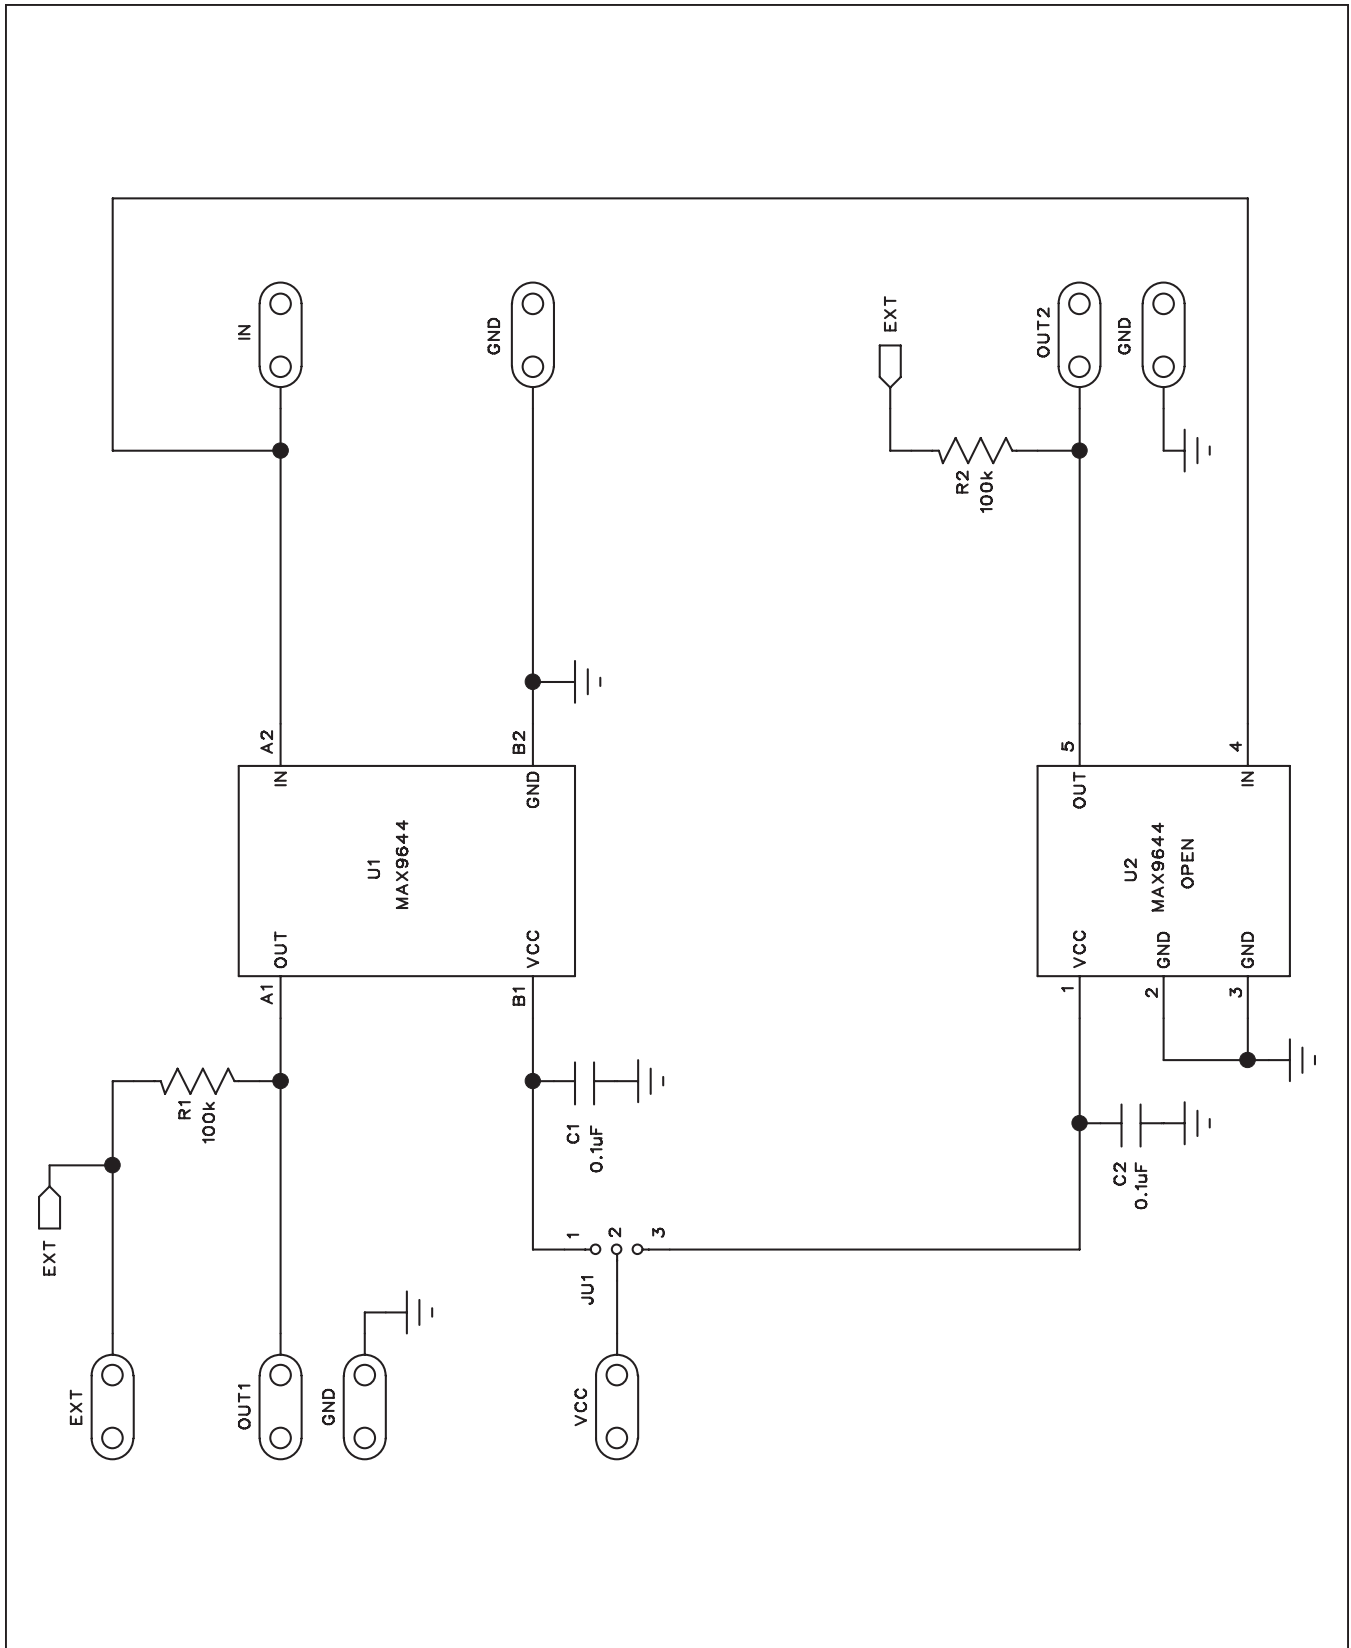 EXT
EXT
R1
100k
OUT1
IN
A1
A2
OUT
IN
GND
U1
MAX9644
GND
B1
B2
VCC
GND
C1
0.1uF
VCC
JU1
1
2
3
EXT
R2
100k
OUT2
1
5
VCC
OUT
C2
0.1uF
GND
U2
MAX9644
OPEN
2
GND
3
4
GND
IN